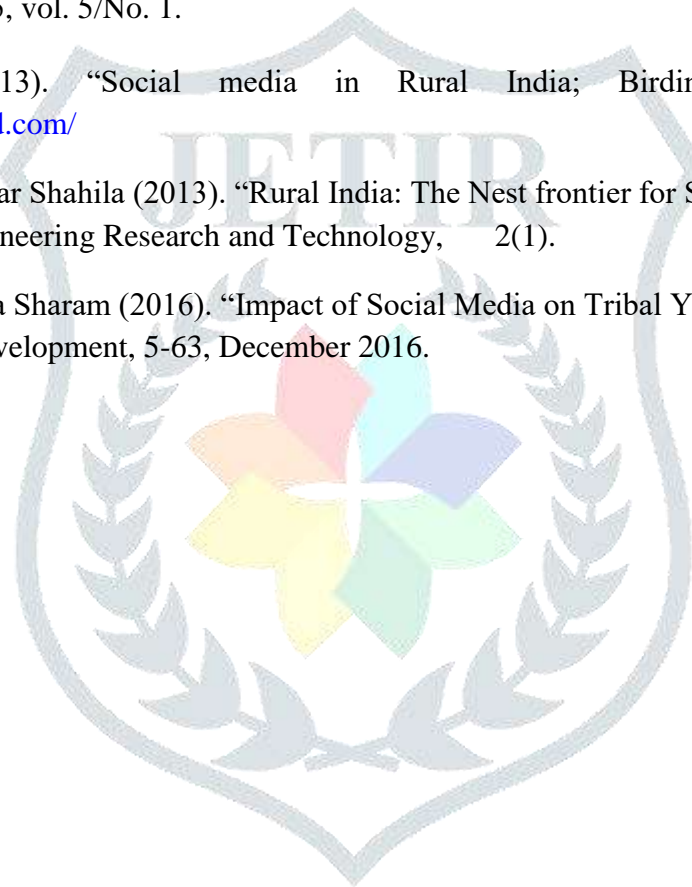 , vol. 5/No. 1.
13). “Social media in Rural India; Birdin
d.com/
JETIR
ar Shahila (2013). “Rural India: The Nest frontier for S
neering Research and Technology, 2(1).
a Sharam (2016). “Impact of Social Media on Tribal Y
velopment, 5-63, December 2016.